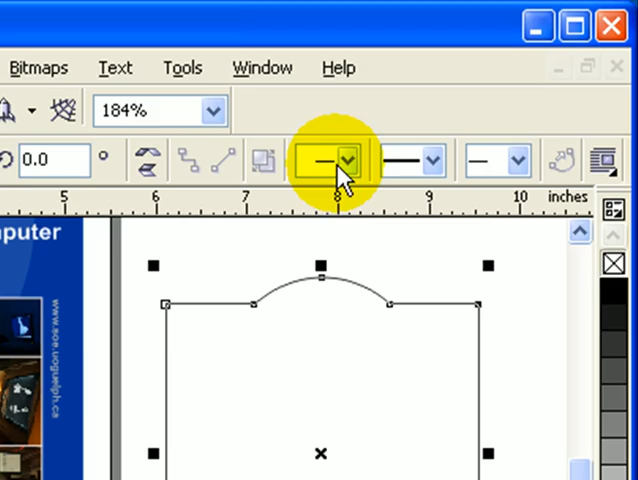 Bitmaps Text Tools Window Help
184%
0.0 °
5 6 7 8 9 10 inches
puter
www.soe.uoguelph.ca